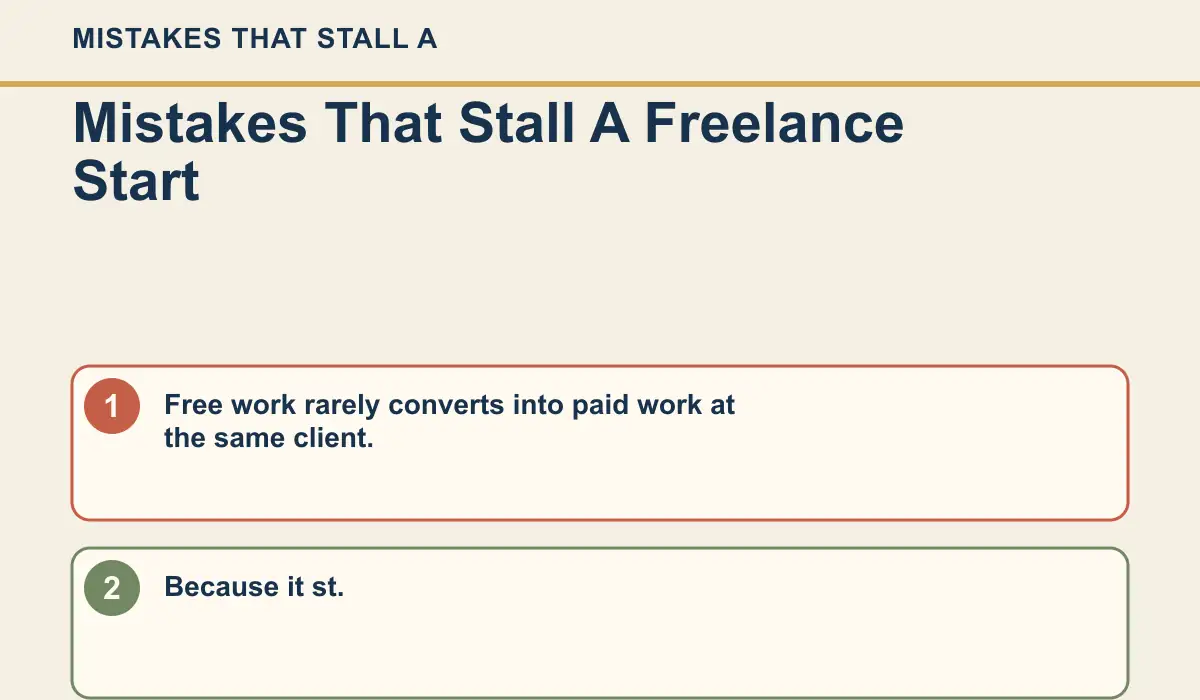 MISTAKES THAT STALL A
Mistakes That Stall A Freelance
Start
1
Free work rarely converts into paid work at
the same client.
2
Because it st.